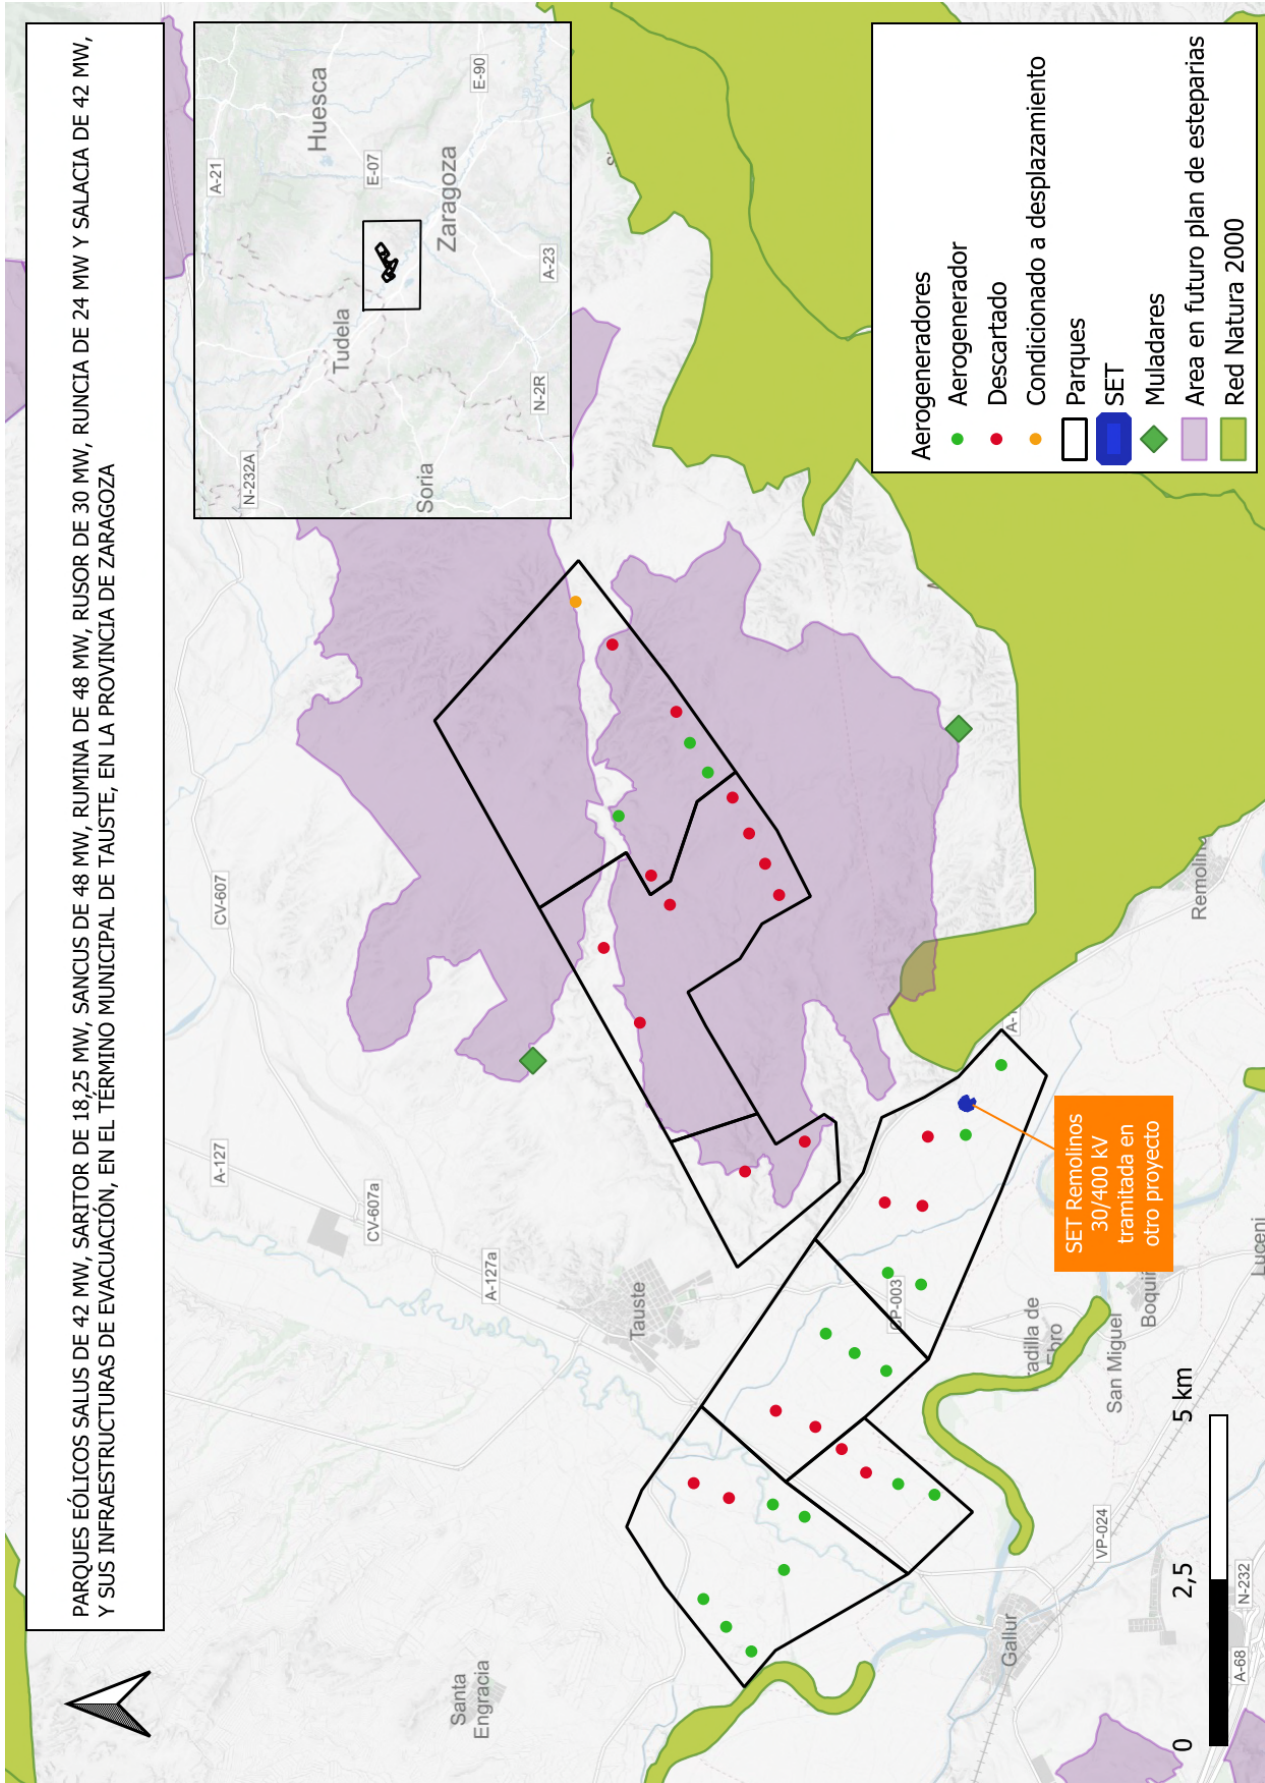 PARQUES EÓLICOS SALUS DE 42 MW, SARITOR DE 18,25 MW, SANCUS DE 48 MW, RUMINA DE 48 MW, RUSOR DE 30 MW, RUNCIA DE 24 MW Y SALACIA DE 42 MW,
Y SUS INFRAESTRUCTURAS DE EVACUACIÓN, EN EL TÉRMINO MUNICIPAL DE TAUSTE, EN LA PROVINCIA DE ZARAGOZA
A-21
Huesca
E-90
E-07
N-232A
Tudela
Zaragoza
Soria
A-23
N-2R
CV-607
A-127
CV-607a
A-127a
Santa
Engracia
Tauste
CP-003
Remolin
SET Remolinos
30/400 kV
tramitada en
otro proyecto
radilla de
Ebro
San Miguel
Boquiñ
Luceni
Gallur
VP-024
N-232
A-68
0
2,5
5 km
Aerogeneradores
Aerogenerador
Descartado
Condicionado a desplazamiento
Parques
SET
Muladares
Area en futuro plan de esteparias
Red Natura 2000